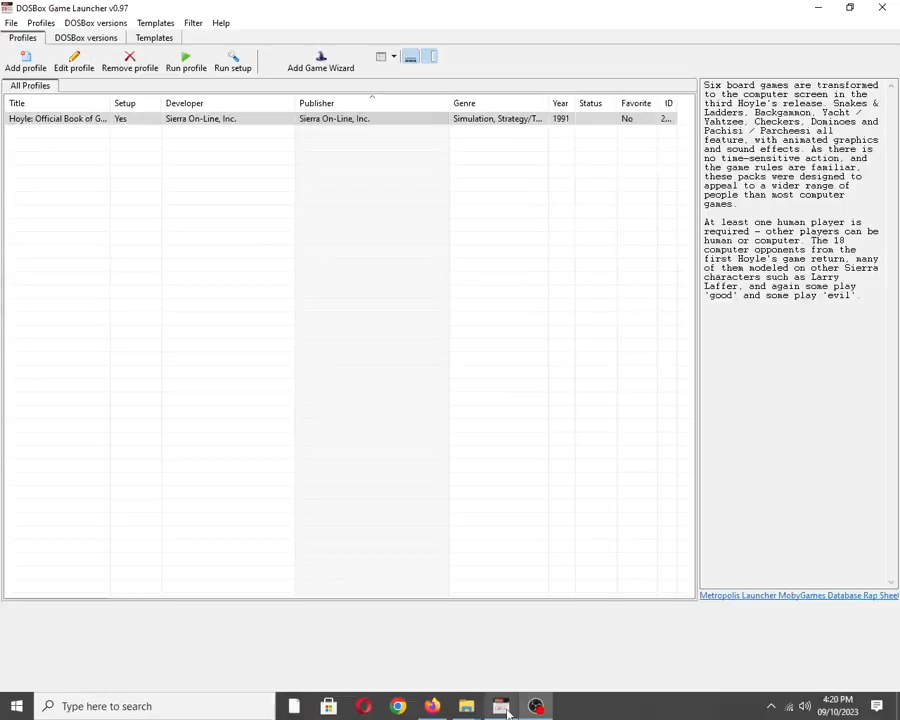 DOSBox Game Launcher v0.97
File Profiles DOSBox versions Templates Filter Help
Profiles DOSBox versions Templates
Add profile Edit profile Remove profile Run profile Run setup Add Game Wizard
All Profiles
Title Setup Developer Publisher Genre Year Status Favorite ID
Hoyle: Official Book of G... Yes Sierra On-Line, Inc. Sierra On-Line, Inc. Simulation, Strategy/T... 1991 No 2...
Six board games are transformed
to the computer screen in the
third Hoyle's release. Snakes &
Ladders, Backgammon, Yacht /
Yahtzee, Checkers, Dominoes and
Pachisi / Parcheesi all
feature, with animated graphics
and sound effects. As there is
no time-sensitive action, and
the game rules are familiar,
these packs were designed to
appeal to a wider range of
people than most computer
games.
At least one human player is
required - other players can be
human or computer. The 18
computer opponents from the
first Hoyle's game return, many
of them modeled on other Sierra
characters such as Larry
Laffer, and again some play
'good' and some play 'evil'.
Metropolis Launcher MobyGames Database Rap Sheet
Type here to search
4:20 PM
09/10/2023